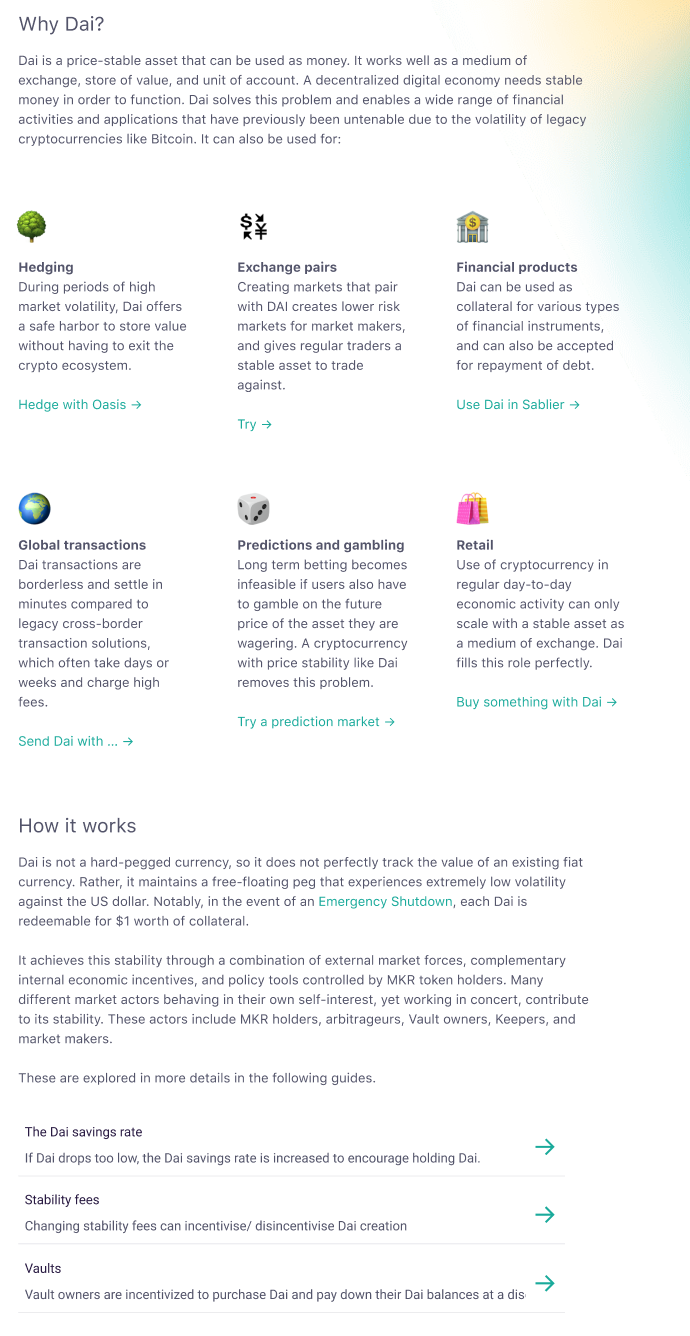 Why Dai?
Dai is a price-stable asset that can be used as money. It works well as a medium of
exchange, store of value, and unit of account. A decentralized digital economy needs stable
money in order to function. Dai solves this problem and enables a wide range of financial
activities and applications that have previously been untenable due to the volatility of legacy
cryptocurrencies like Bitcoin. It can also be used for:
Hedging
During periods of high
market volatility, Dai offers
a safe harbor to store value
without having to exit the
crypto ecosystem.
Hedge with Oasis →
Exchange pairs
Creating markets that pair
with DAI creates lower risk
markets for market makers,
and gives regular traders a
stable asset to trade
against.
Try →
Financial products
Dai can be used as
collateral for various types
of financial instruments,
and can also be accepted
for repayment of debt.
Use Dai in Sablier →
Global transactions
Dai transactions are
borderless and settle in
minutes compared to
legacy cross-border
transaction solutions,
which often take days or
weeks and charge high
fees.
Send Dai with ... →
Predictions and gambling
Long term betting becomes
infeasible if users also have
to gamble on the future
price of the asset they are
wagering. A cryptocurrency
with price stability like Dai
removes this problem.
Try a prediction market →
Retail
Use of cryptocurrency in
regular day-to-day
economic activity can only
scale with a stable asset as
a medium of exchange. Dai
fills this role perfectly.
Buy something with Dai →
How it works
Dai is not a hard-pegged currency, so it does not perfectly track the value of an existing fiat
currency. Rather, it maintains a free-floating peg that experiences extremely low volatility
against the US dollar. Notably, in the event of an Emergency Shutdown, each Dai is
redeemable for $1 worth of collateral.
It achieves this stability through a combination of external market forces, complementary
internal economic incentives, and policy tools controlled by MKR token holders. Many
different market actors behaving in their own self-interest, yet working in concert, contribute
to its stability. These actors include MKR holders, arbitrageurs, Vault owners, Keepers, and
market makers.
These are explored in more details in the following guides.
The Dai savings rate
If Dai drops too low, the Dai savings rate is increased to encourage holding Dai.
Stability fees
Changing stability fees can incentivise/ disincentivise Dai creation
Vaults
Vault owners are incentivized to purchase Dai and pay down their Dai balances at a dis